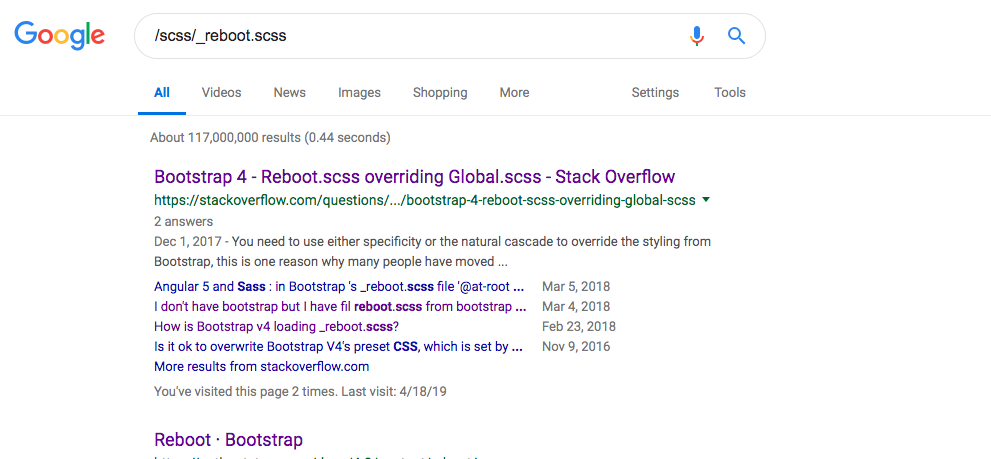 Google
/scss/_reboot.scss
All Videos News Images Shopping More Settings Tools
About 117,000,000 results (0.44 seconds)
Bootstrap 4 - Reboot.scss overriding Global.scss - Stack Overflow
https://stackoverflow.com/questions/.../bootstrap-4-reboot-scss-overriding-global-scss
2 answers
Dec 1, 2017 - You need to use either specificity or the natural cascade to override the styling from
Bootstrap, this is one reason why many people have moved ...
Angular 5 and Sass : in Bootstrap 's _reboot.scss file '@at-root ... Mar 5, 2018
I don't have bootstrap but I have fil reboot.scss from bootstrap ... Mar 4, 2018
How is Bootstrap v4 loading _reboot.scss? Feb 23, 2018
Is it ok to overwrite Bootstrap V4's preset CSS, which is set by ... Nov 9, 2016
More results from stackoverflow.com
You've visited this page 2 times. Last visit: 4/18/19
Reboot · Bootstrap